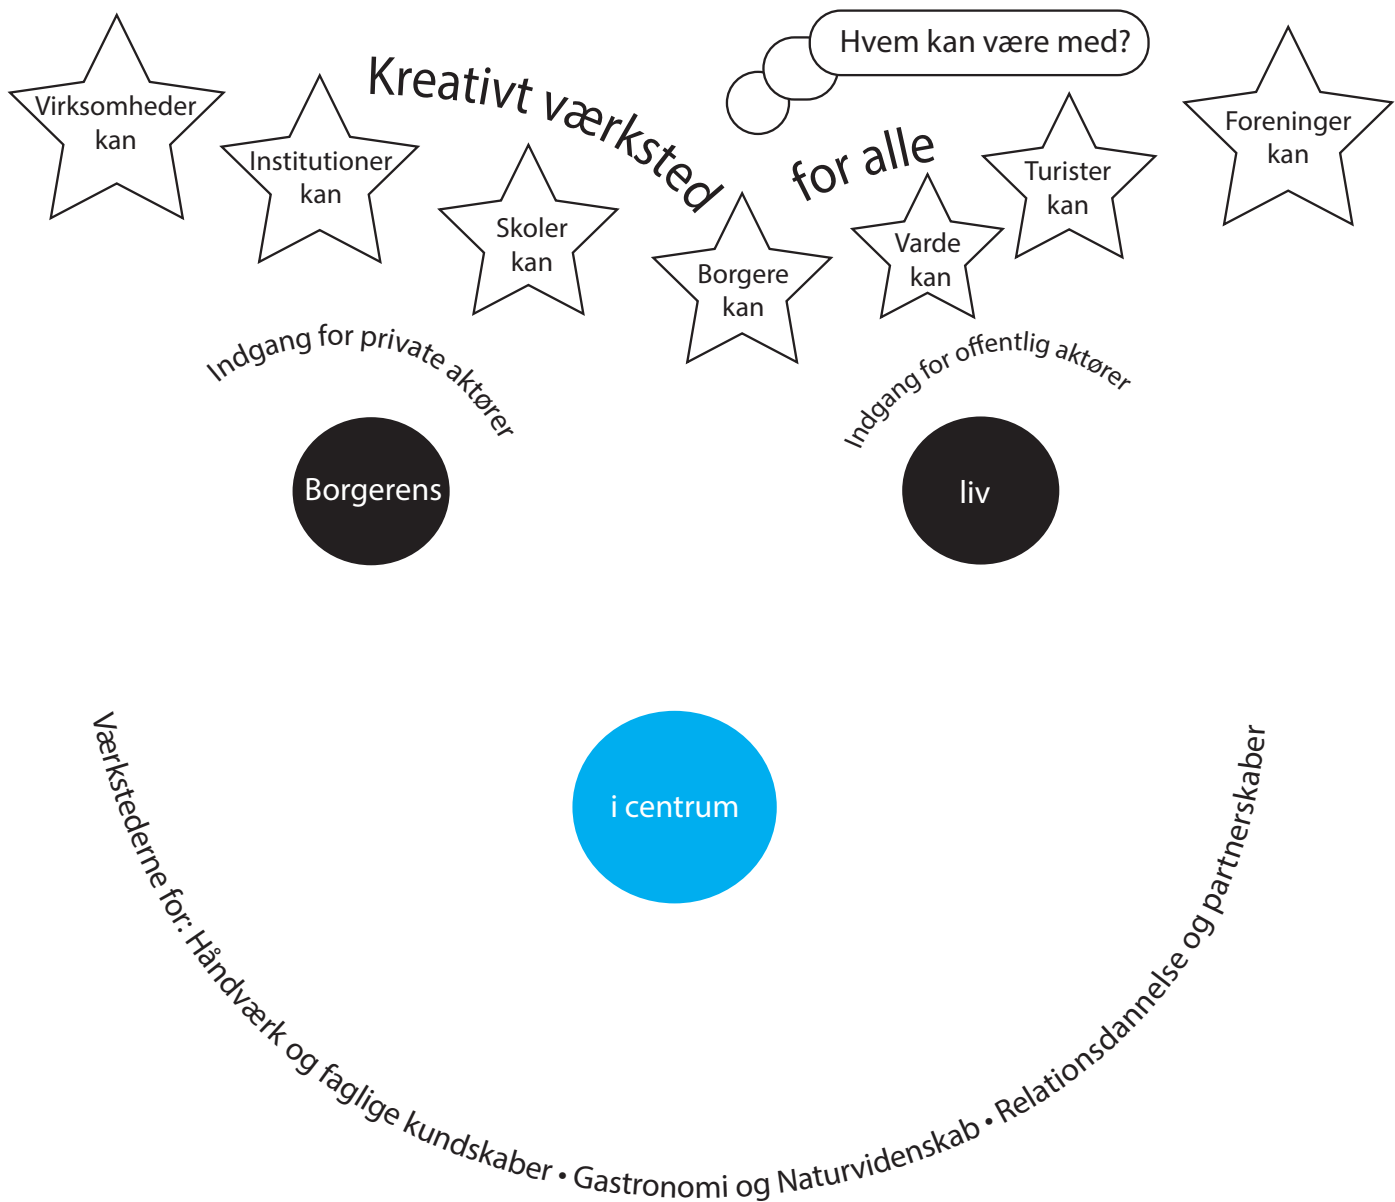 Hvem kan være med?
Kreativt værksted
for alle
Virksomheder
kan
Institutioner
kan
Skoler
kan
Borgere
kan
Varde
kan
Turister
kan
Foreninger
kan
Indgang for private aktører
Indgang for offentlig aktører
Borgerens
liv
i centrum
Værkstederne for: Håndværk og faglige kundskaber • Gastronomi og Naturvidenskab • Relationsdannelse og partnerskaber